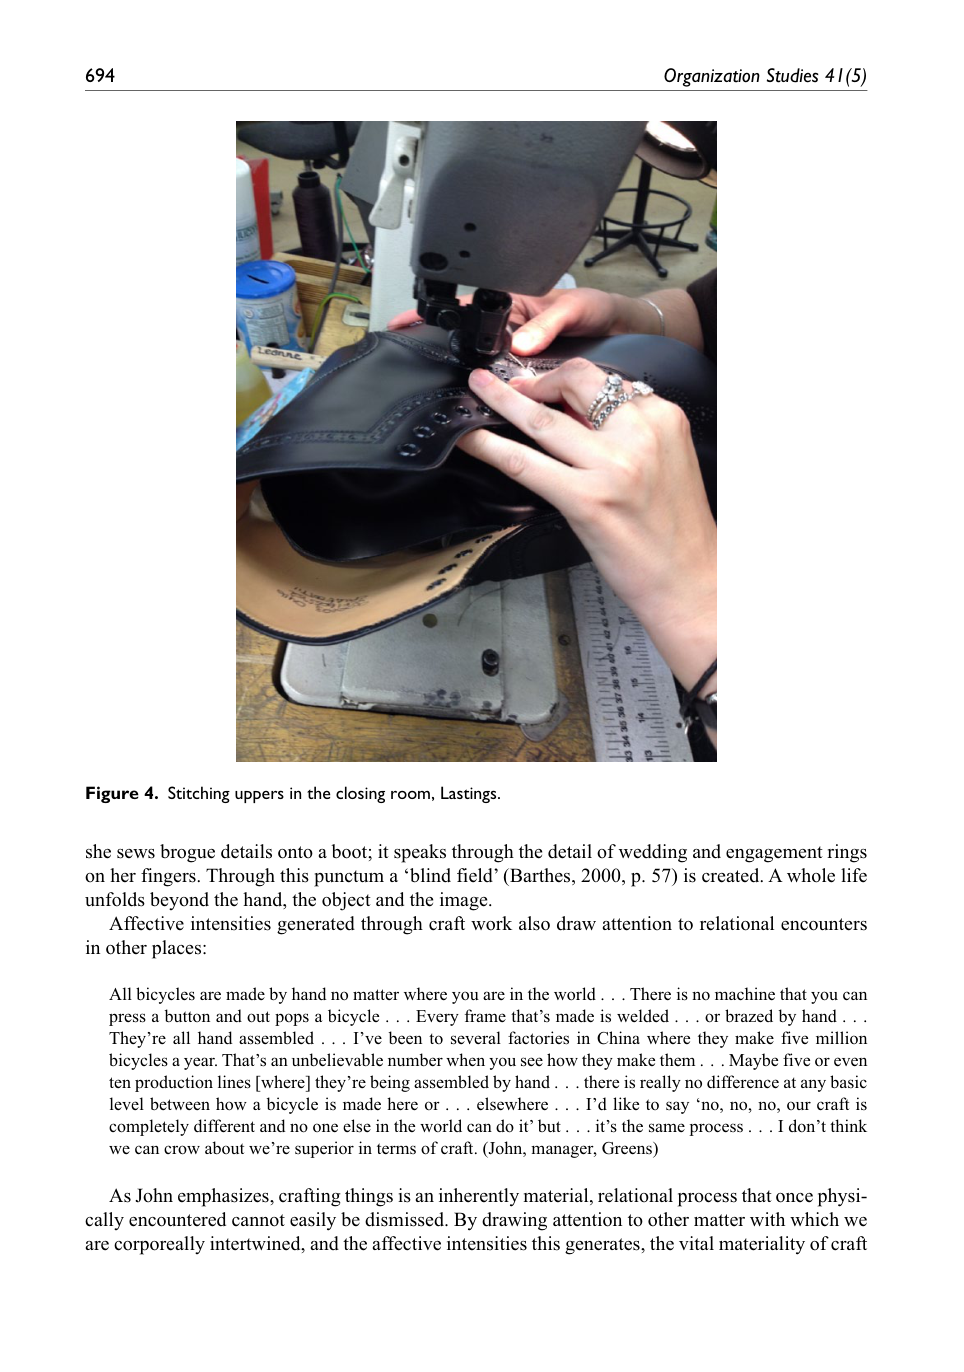 694
Organization Studies 41(5)
Leonne
Figure 4. Stitching uppers in the closing room, Lastings.
she sews brogue details onto a boot; it speaks through the detail of wedding and engagement rings
on her fingers. Through this punctum a ‘blind field’ (Barthes, 2000, p. 57) is created. A whole life
unfolds beyond the hand, the object and the image.
Affective intensities generated through craft work also draw attention to relational encounters
in other places:
All bicycles are made by hand no matter where you are in the world . . . There is no machine that you can
press a button and out pops a bicycle . . . Every frame that’s made is welded . . . or brazed by hand . . .
They’re all hand assembled . . . I’ve been to several factories in China where they make five million
bicycles a year. That’s an unbelievable number when you see how they make them . . . Maybe five or even
ten production lines [where] they’re being assembled by hand . . . there is really no difference at any basic
level between how a bicycle is made here or . . . elsewhere . . . I’d like to say ‘no, no, no, our craft is
completely different and no one else in the world can do it’ but . . . it’s the same process . . . I don’t think
we can crow about we’re superior in terms of craft. (John, manager, Greens)
As John emphasizes, crafting things is an inherently material, relational process that once physi-
cally encountered cannot easily be dismissed. By drawing attention to other matter with which we
are corporeally intertwined, and the affective intensities this generates, the vital materiality of craft